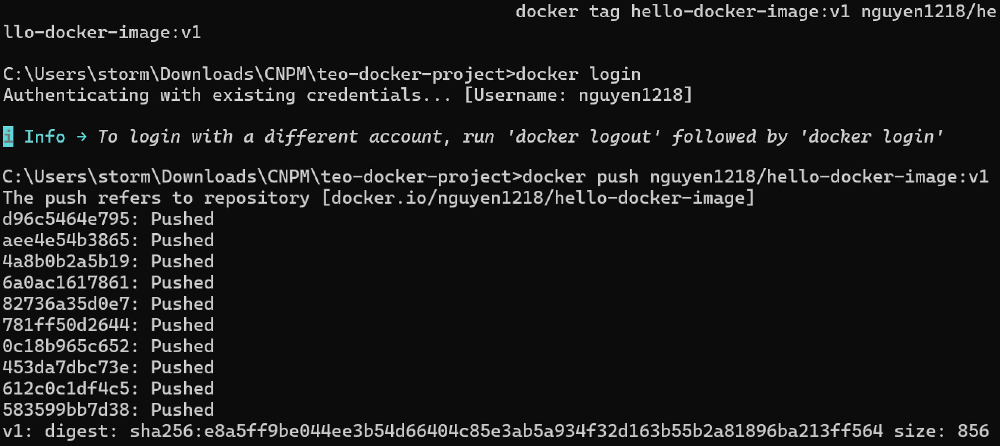 docker tag hello-docker-image:v1 nguyen1218/he
llo-docker-image:v1
C:\Users\storm\Downloads\CNPM\teo-docker-project>docker login
Authenticating with existing credentials... [Username: nguyen1218]
i Info → To login with a different account, run 'docker logout' followed by 'docker login'
C:\Users\storm\Downloads\CNPM\teo-docker-project>docker push nguyen1218/hello-docker-image:v1
The push refers to repository [docker.io/nguyen1218/hello-docker-image]
d96c5464e795: Pushed
aee4e54b3865: Pushed
4a8b0b2a5b19: Pushed
6a0ac1617861: Pushed
82736a35d0e7: Pushed
781ff50d2644: Pushed
0c18b965c652: Pushed
453da7dbc73e: Pushed
612c0c1df4c5: Pushed
583599bb7d38: Pushed
v1: digest: sha256:e8a5ff9be044ee3b54d66404c85e3ab5a934f32d163b55b2a81896ba213ff564 size: 856